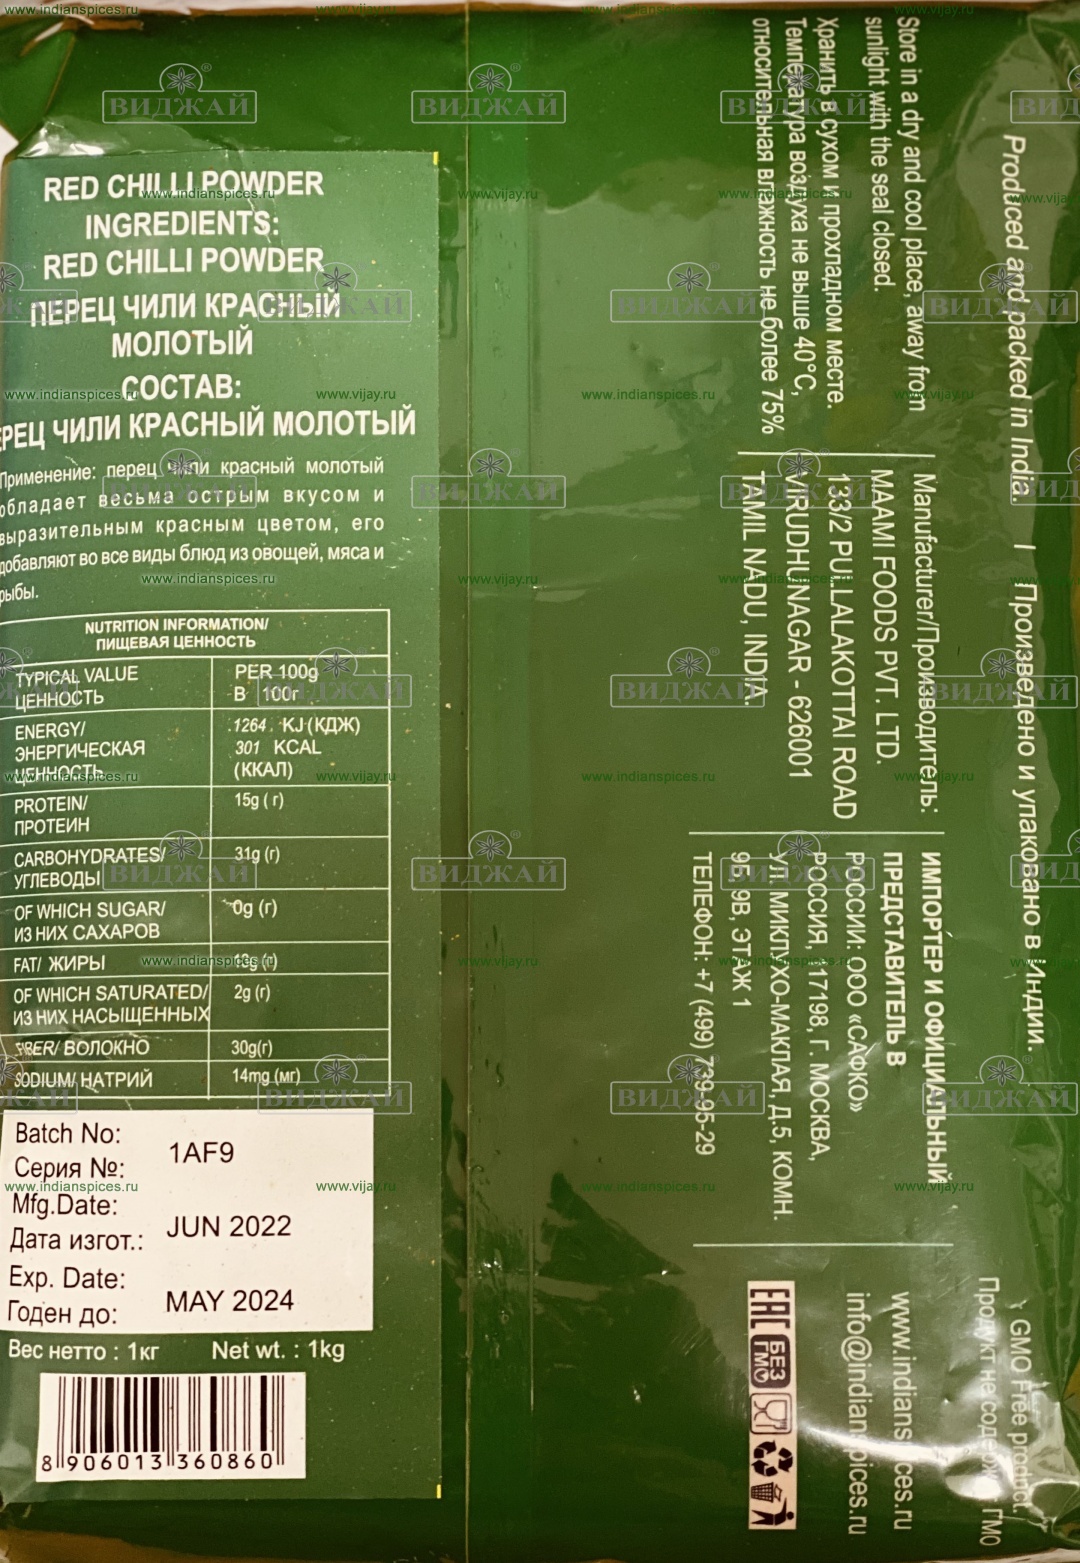 RED CHILLI POWDER
INGREDIENTS:
RED CHILLI POWDER
ПЕРЕЦ ЧИЛИ КРАСНЫЙ
МОЛОТЫЙ
СОСТАВ:
ЕРЕЦ ЧИЛИ КРАСНЫЙ МОЛОТЫЙ
Применение: перец чили красный молотый
обладает весьма острым вкусом и
выразительным красным цветом, его
добавляют во все виды блюд из овощей, мяса и
рыбы.
NUTRITION INFORMATION/
ПИЩЕВАЯ ЦЕННОСТЬ
TYPICAL VALUE PER 100g
ЦЕННОСТЬ В 100г
ENERGY/ 1264 KJ (КДЖ)
ЭНЕРГИЧЕСКАЯ 301 KCAL
ЦЕННОСТЬ (ККАЛ)
PROTEIN/ 15g (г)
ПРОТЕИН
CARBOHYDRATES/ 31g (г)
УГЛЕВОДЫ
OF WHICH SUGAR/ 0g (г)
ИЗ НИХ САХАРОВ
FAT/ ЖИРЫ
OF WHICH SATURATED/ 2g (г)
ИЗ НИХ НАСЫЩЕННЫХ
FIBER/ ВОЛОКНО 30g(г)
SODIUM/ НАТРИЙ 14mg (мг)
Batch No:
Серия №: 1AF9
Mfg.Date:
Дата изгот.: JUN 2022
Exp. Date:
Годен до: MAY 2024
Вес нетто : 1кг Net wt. : 1kg
8 906013 360860
Produced and packed in India. | Произведено и упаковано в Индии.
GMO Free product.
Продукт не содержит ГМО
Store in a dry and cool place, away from
sunlight with the seal closed.
Хранить в сухом и прохладном месте.
Температура воздуха не выше 40°С,
относительная влажность не более 75%
Manufacturer/Производитель:
MAAMI FOODS PVT. LTD.
133/2 PULLALAKOTTAI ROAD
VIRUDHUNAGAR - 626001
TAMIL NADU, INDIA.
ИМПОРТЕР И ОФИЦИАЛЬНЫЙ
ПРЕДСТАВИТЕЛЬ В
РОССИИ: ООО «САФКО»
РОССИЯ, 117198, Г. МОСКВА,
УЛ.МИКЛУХО-МАКЛАЯ, Д.5, КОМН.
9Б, 9В, ЭТАЖ 1
ТЕЛЕФОН: +7 (499) 739-95-29
www.indianspices.ru
info@indianspices.ru
EAC
БЕЗ
ГМО
ВИДЖАЙ
www.indianspices.ru
www.vijay.ru